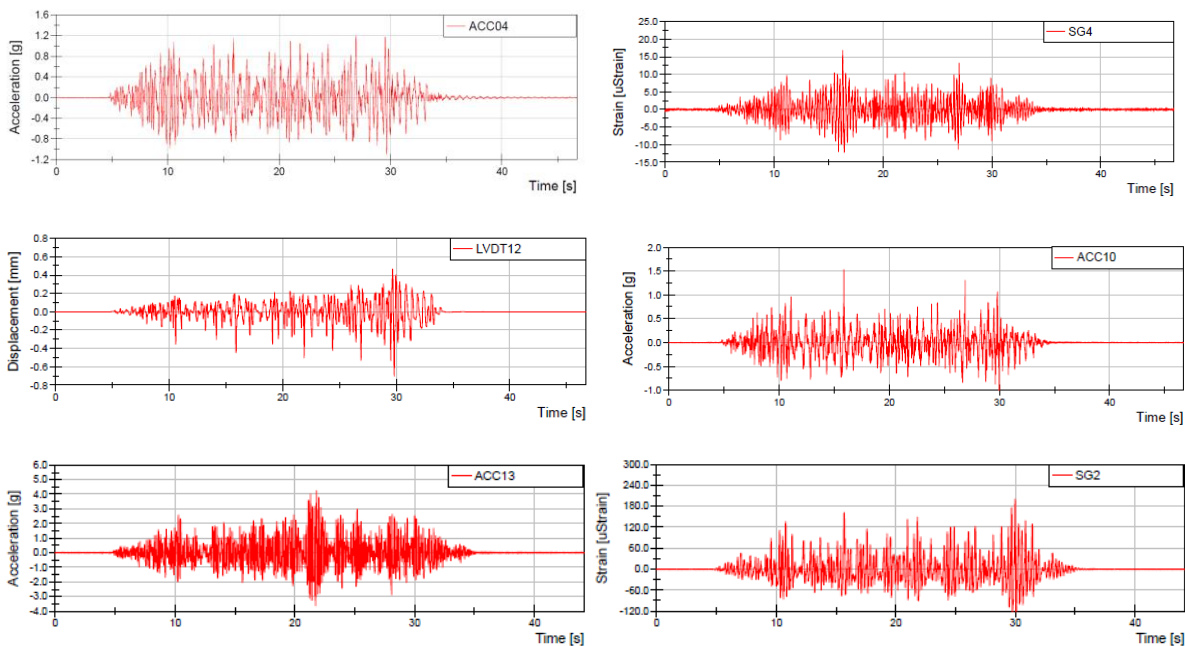 ACC04
Acceleration [g]
1.6
1.2
0.8
0.4
0.0
-0.4
-0.8
-1.2
0 10 20 30 40
Time [s]
SG4
Strain [uStrain]
25.0
20.0
15.0
10.0
5.0
0.0
-5.0
-10.0
-15.0
0 10 20 30 40
Time [s]
LVDT12
Displacement [mm]
0.8
0.6
0.4
0.2
0.0
-0.2
-0.4
-0.6
-0.8
0 10 20 30 40
Time [s]
ACC10
Acceleration [g]
2.0
1.5
1.0
0.5
0.0
-0.5
-1.0
0 10 20 30 40
Time [s]
ACC13
Acceleration [g]
6.0
5.0
4.0
3.0
2.0
1.0
0.0
-1.0
-2.0
-3.0
-4.0
0 10 20 30 40
Time [s]
SG2
Strain [uStrain]
300.0
240.0
180.0
120.0
60.0
0.0
-60.0
-120.0
0 10 20 30 40
Time [s]